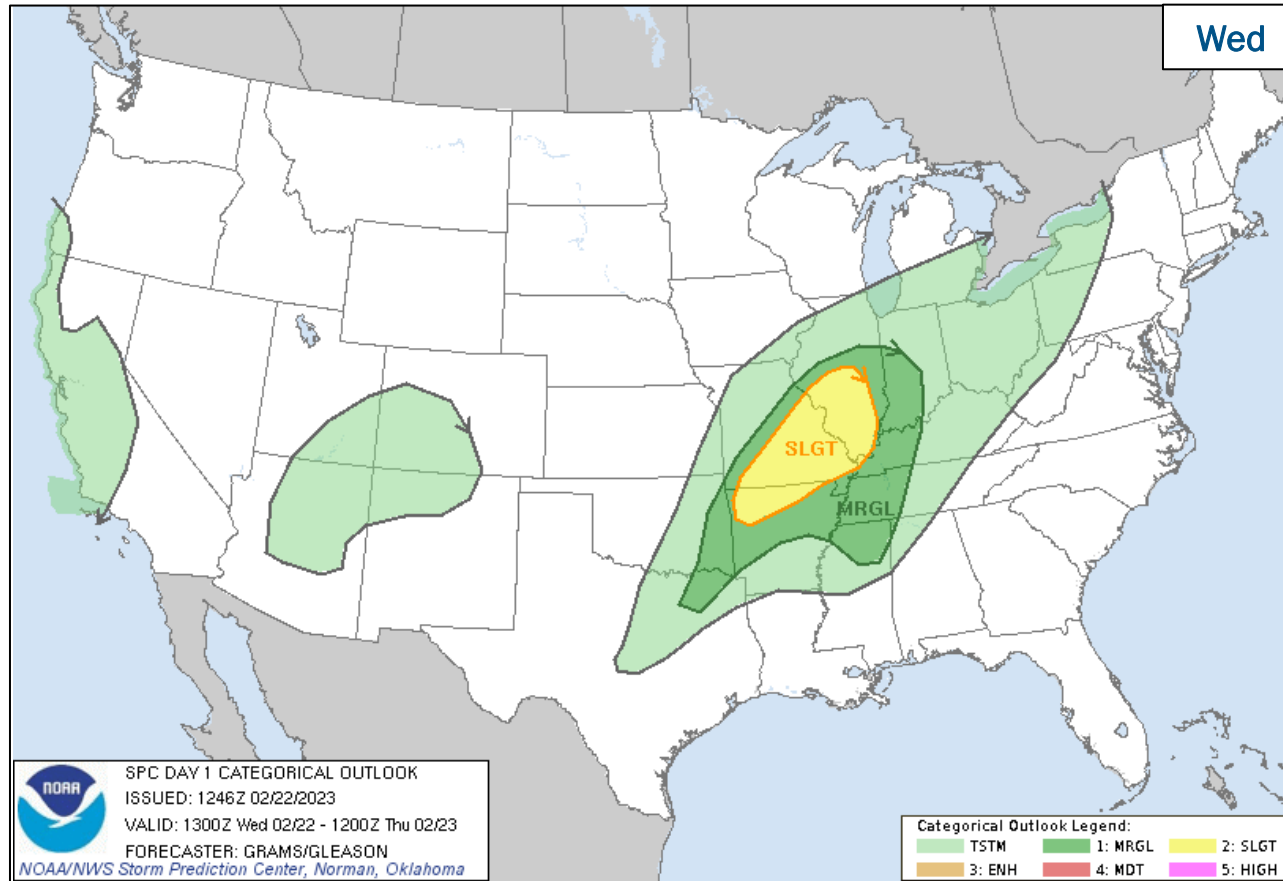 Wed
SLGT
MRGL
NOAA
SPC DAY 1 CATEGORICAL OUTLOOK
ISSUED: 1246Z 02/22/2023
VALID: 1300Z Wed 02/22 - 1200Z Thu 02/23
FORECASTER: GRAMS/GLEASON
NOAA/NWS Storm Prediction Center, Norman, Oklahoma
Categorical Outlook Legend:
TSTM 1: MRGL 2: SLGT
3: ENH 4: MDT 5: HIGH